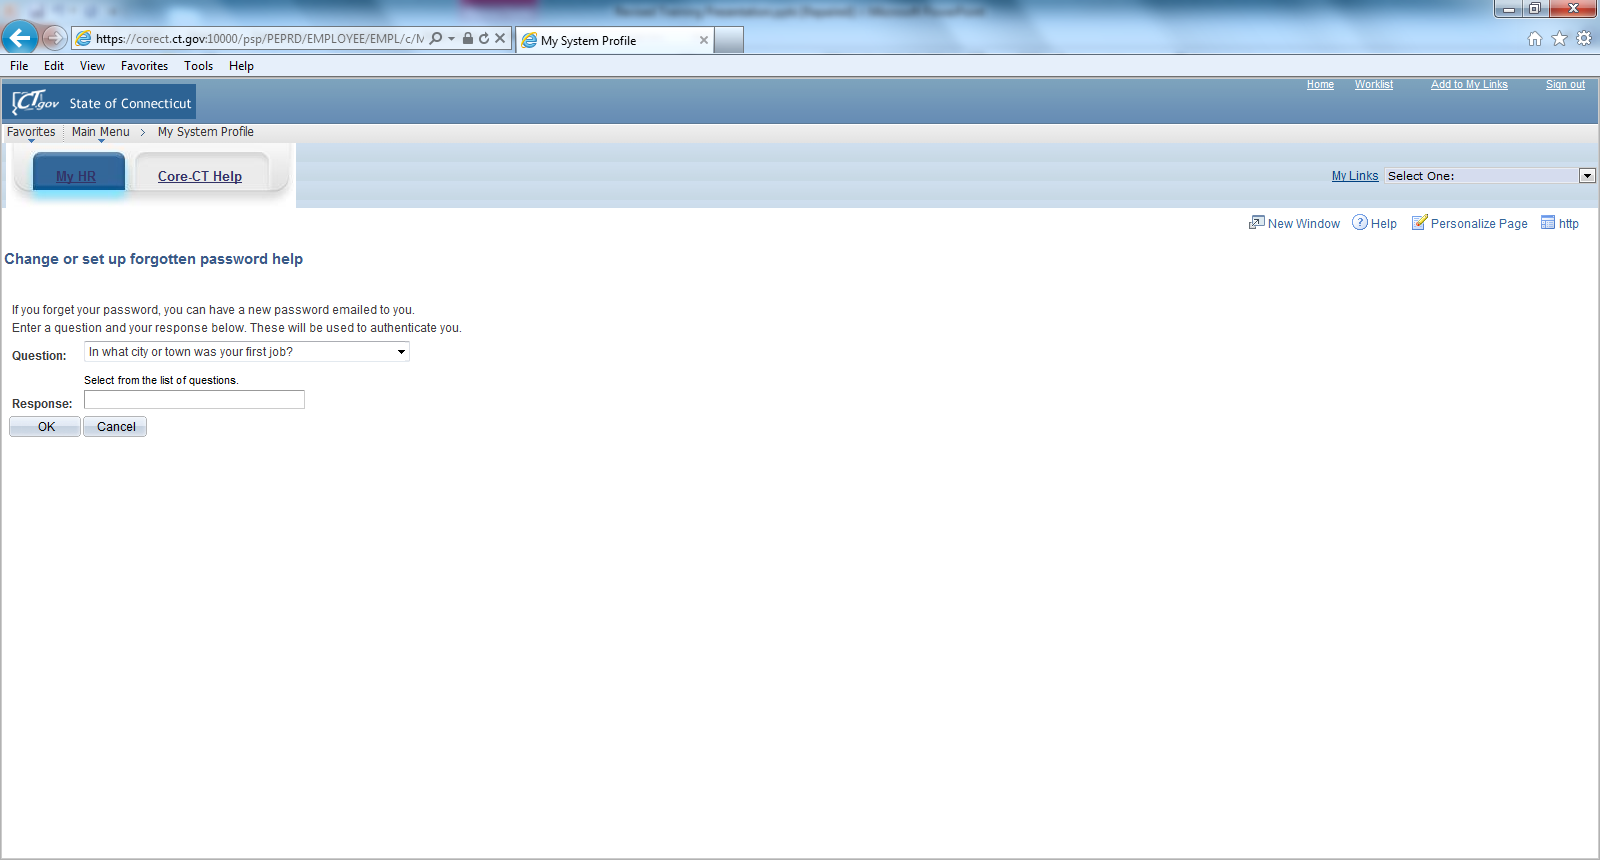 https://corect.ct.gov:10000/psp/PEPRD/EMPLOYEE/EMPL/c/M
My System Profile
File Edit View Favorites Tools Help
Home Worklist Add to My Links Sign out
CT.gov State of Connecticut
Favorites Main Menu > My System Profile
My HR Core-CT Help
My Links Select One:
New Window Help Personalize Page http
Change or set up forgotten password help
If you forget your password, you can have a new password emailed to you.
Enter a question and your response below. These will be used to authenticate you.
Question: In what city or town was your first job?
Select from the list of questions.
Response:
OK Cancel